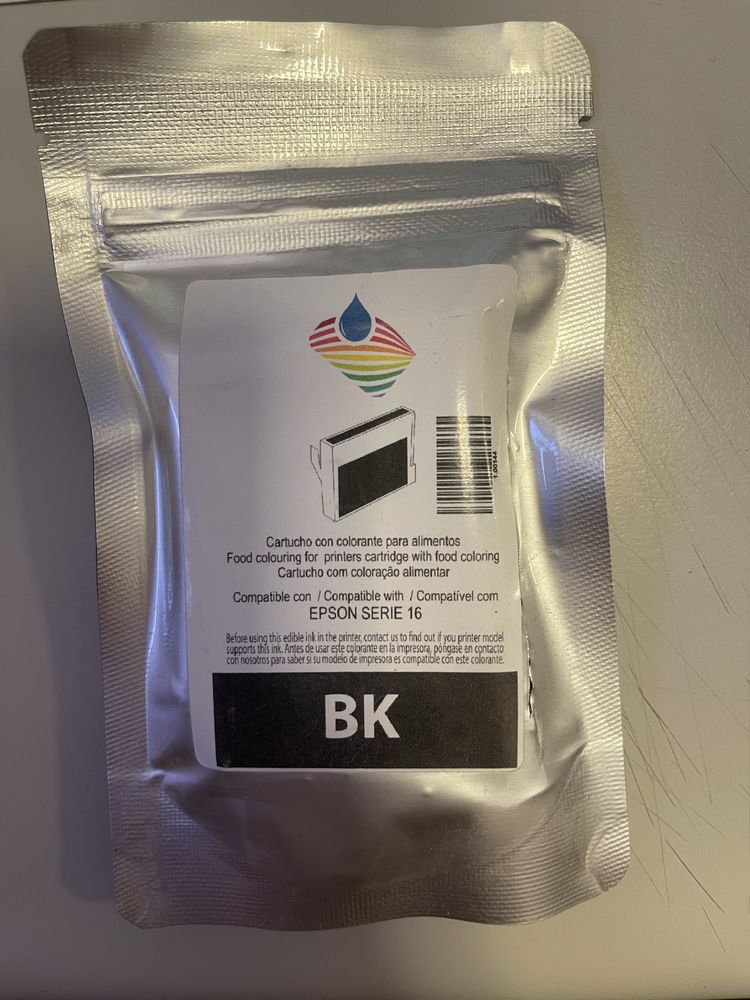 1.00144
Cartucho con colorante para alimentos
Food colouring for printers cartridge with food coloring
Cartucho com coloração alimentar
Compatible con / Compatible with / Compatível com
EPSON SERIE 16
Before using this edible ink in the printer, contact us to find out if you printer model
supports this ink. Antes de usar este colorante en la impresora, póngase en contacto
con nosotros para saber si su modelo de impresora es compatible con este colorante.
BK